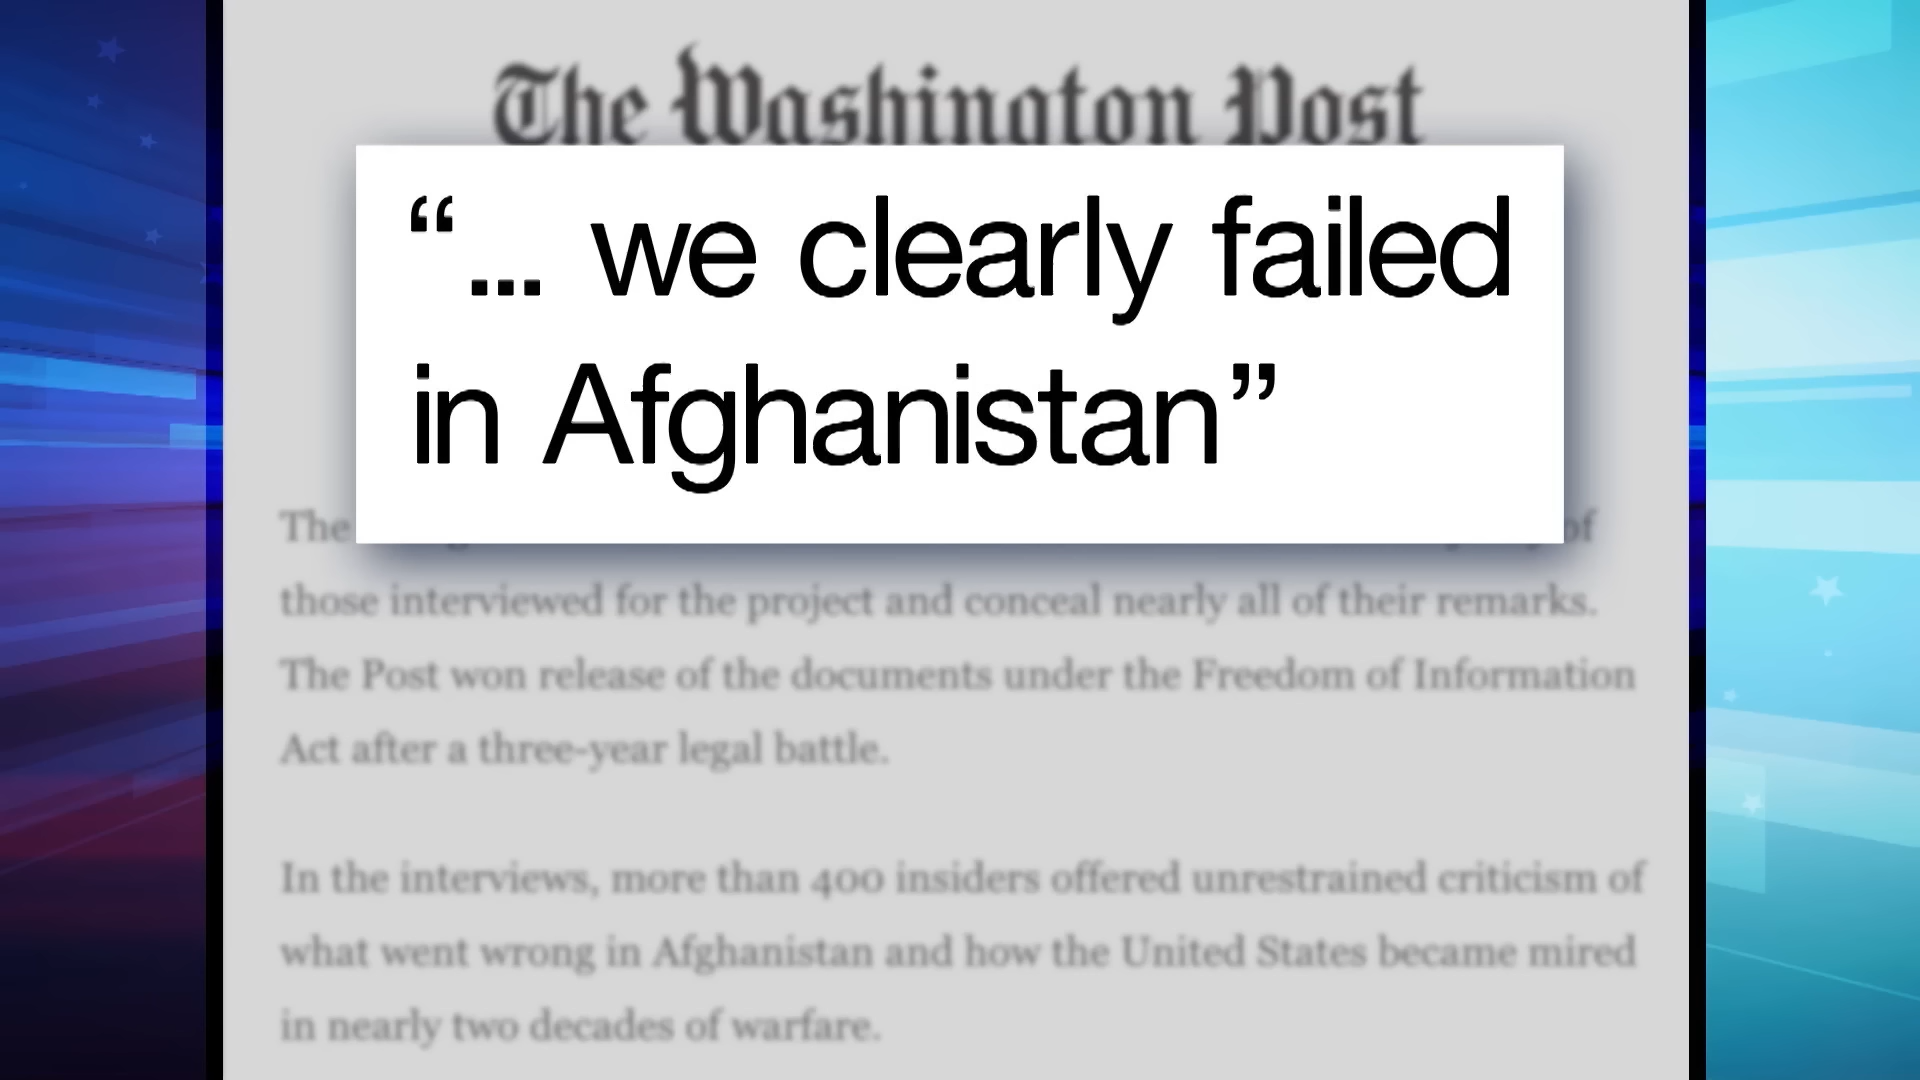 The Washington Post
“... we clearly failed
in Afghanistan”
The of
those interviewed for the project and conceal nearly all of their remarks.
The Post won release of the documents under the Freedom of Information
Act after a three-year legal battle.
In the interviews, more than 400 insiders offered unrestrained criticism of
what went wrong in Afghanistan and how the United States became mired
in nearly two decades of warfare.